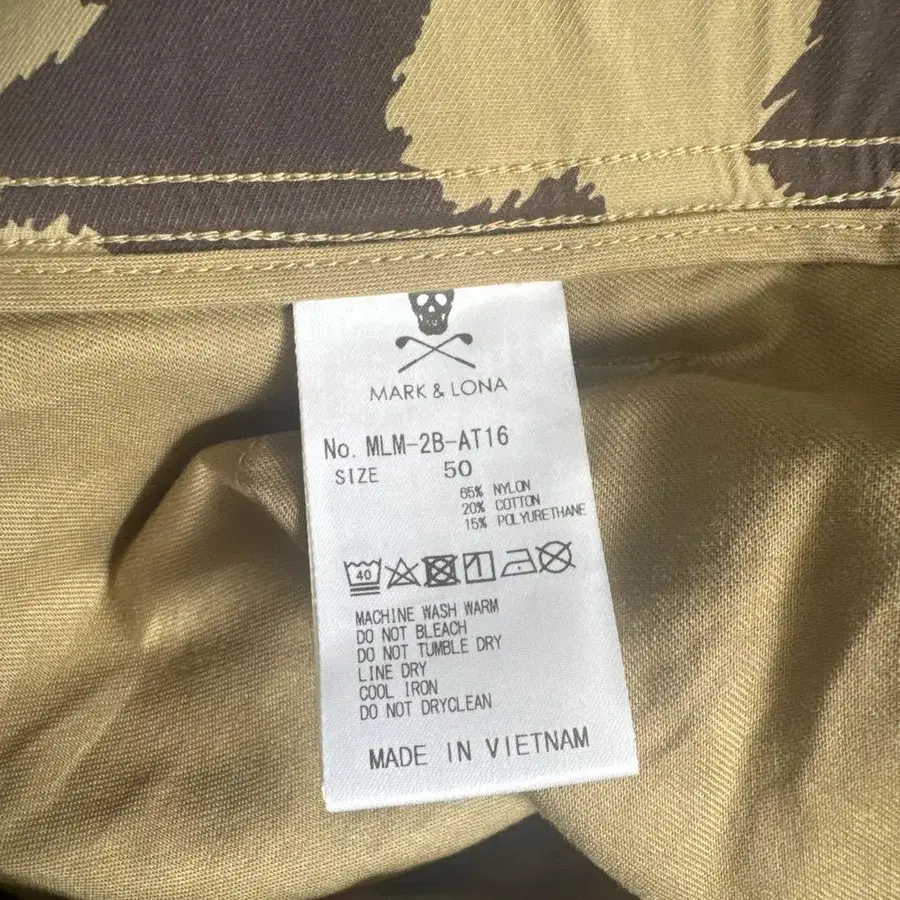 MARK & LONA
No. MLM-2B-AT16
SIZE 50
65% NYLON
20% COTTON
15% POLYURETHANE
40
MACHINE WASH WARM
DO NOT BLEACH
DO NOT TUMBLE DRY
LINE DRY
COOL IRON
DO NOT DRYCLEAN
MADE IN VIETNAM